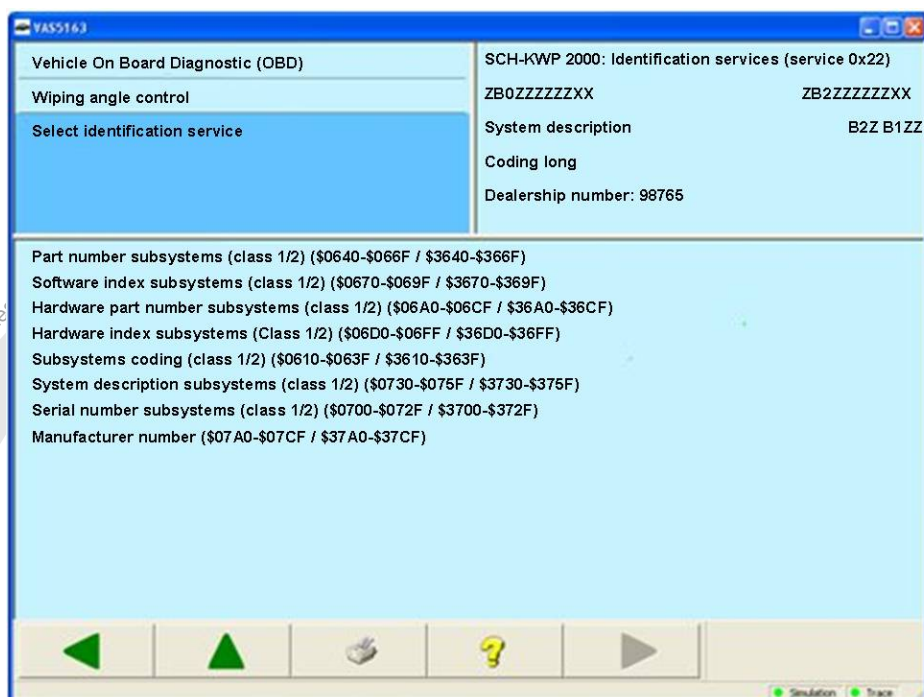 VAS5163
Vehicle On Board Diagnostic (OBD)
Wiping angle control
Select identification service
SCH-KWP 2000: Identification services (service 0x22)
ZB0ZZZZZZXX ZB2ZZZZZZXX
System description B2Z B1ZZ
Coding long
Dealership number: 98765
Part number subsystems (class 1/2) ($0640-$066F / $3640-$366F)
Software index subsystems (class 1/2) ($0670-$069F / $3670-$369F)
Hardware part number subsystems (class 1/2) ($06A0-$06CF / $36A0-$36CF)
Hardware index subsystems (Class 1/2) ($06D0-$06FF / $36D0-$36FF)
Subsystems coding (class 1/2) ($0610-$063F / $3610-$363F)
System description subsystems (class 1/2) ($0730-$075F / $3730-$375F)
Serial number subsystems (class 1/2) ($0700-$072F / $3700-$372F)
Manufacturer number ($07A0-$07CF / $37A0-$37CF)
Simulation Trace